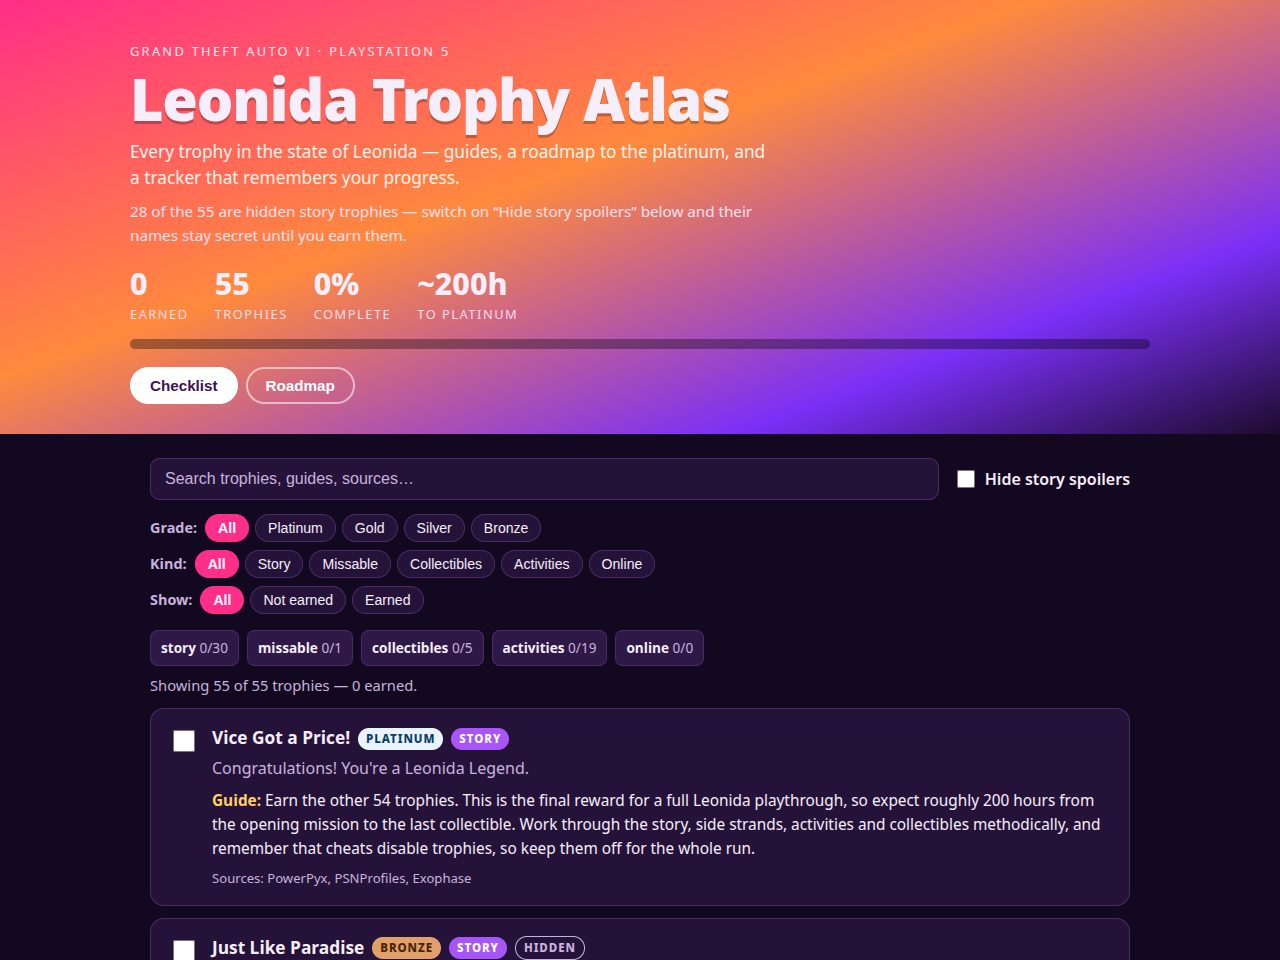 GRAND THEFT AUTO VI · PLAYSTATION 5
Leonida Trophy Atlas
Every trophy in the state of Leonida — guides, a roadmap to the platinum, and
a tracker that remembers your progress.
28 of the 55 are hidden story trophies — switch on “Hide story spoilers” below and their
names stay secret until you earn them.
0 55 0% ~200h
EARNED TROPHIES COMPLETE TO PLATINUM
Checklist Roadmap
Search trophies, guides, sources… Hide story spoilers
Grade: All Platinum Gold Silver Bronze
Kind: All Story Missable Collectibles Activities Online
Show: All Not earned Earned
story 0/30 missable 0/1 collectibles 0/5 activities 0/19 online 0/0
Showing 55 of 55 trophies — 0 earned.
Vice Got a Price! PLATINUM STORY
Congratulations! You're a Leonida Legend.
Guide: Earn the other 54 trophies. This is the final reward for a full Leonida playthrough, so expect roughly 200 hours from
the opening mission to the last collectible. Work through the story, side strands, activities and collectibles methodically, and
remember that cheats disable trophies, so keep them off for the whole run.
Sources: PowerPyx, PSNProfiles, Exophase
Just Like Paradise BRONZE STORY HIDDEN